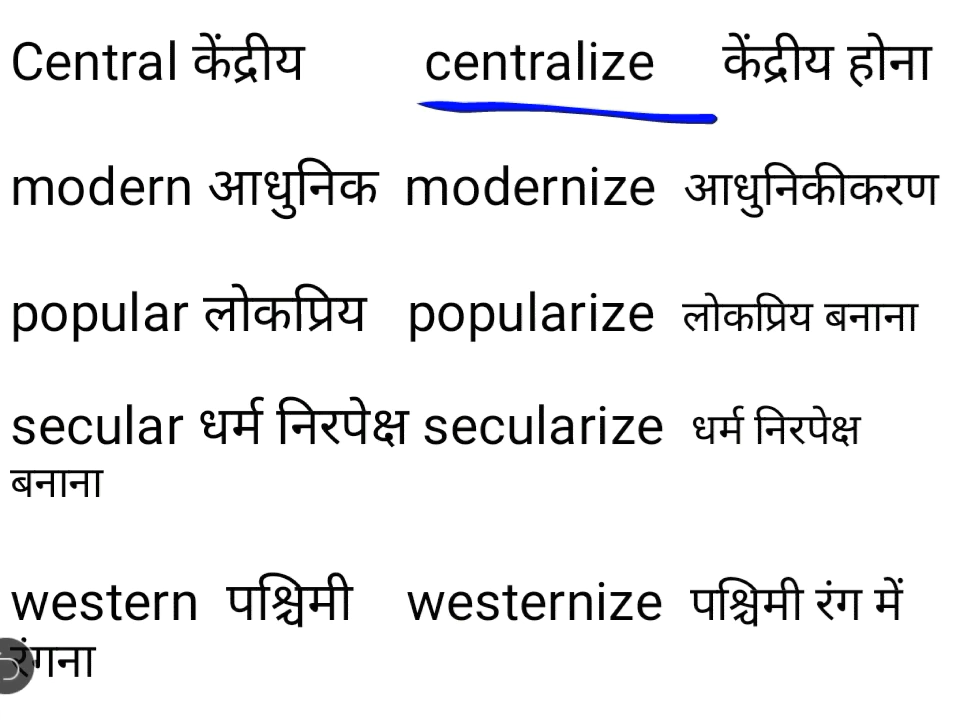 Central केंद्रीय centralize केंद्रीय होना
modern आधुनिक modernize आधुनिकीकरण
popular लोकप्रिय popularize लोकप्रिय बनाना
secular धर्म निरपेक्ष secularize धर्म निरपेक्ष
बनाना
western पश्चिमी westernize पश्चिमी रंग में
रंगना